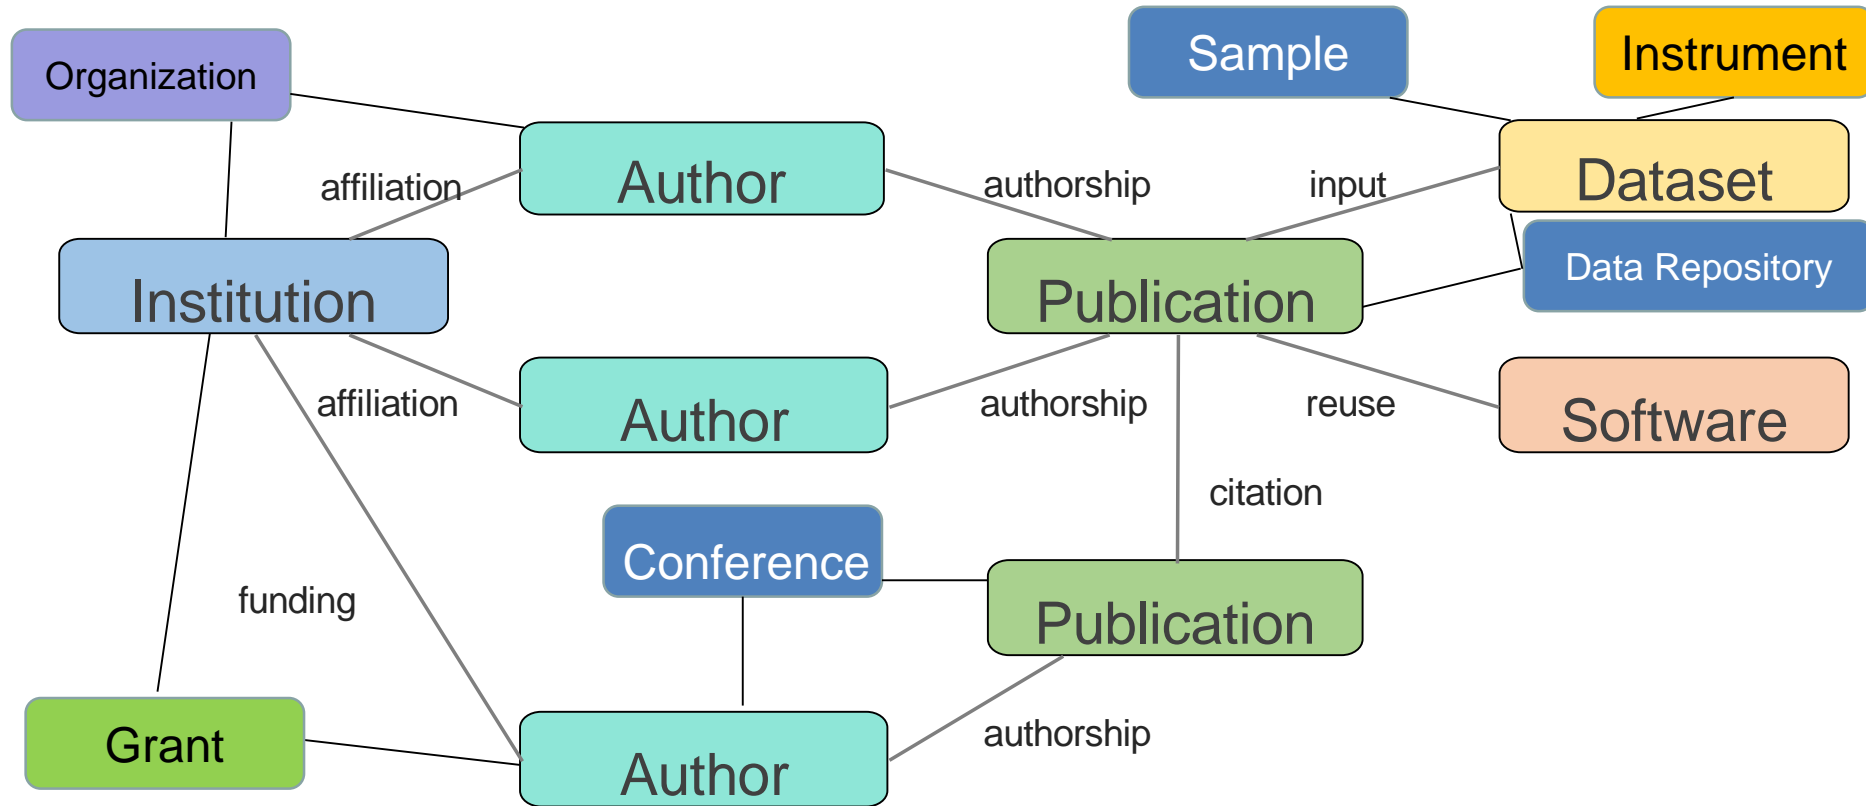 Sample
Instrument
Organization
Author
Dataset
affiliation
authorship
input
Institution
Publication
Data Repository
affiliation
Author
authorship
reuse
Software
citation
Conference
funding
Publication
Grant
Author
authorship